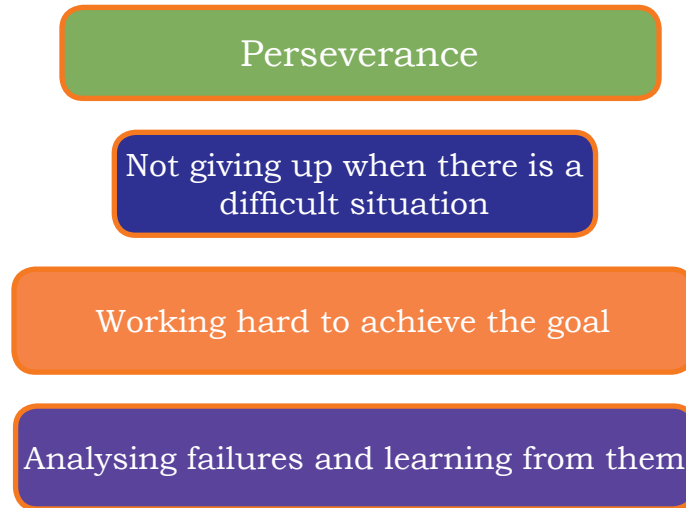 Perseverance
Not giving up when there is a
difficult situation
Working hard to achieve the goal
Analysing failures and learning from them